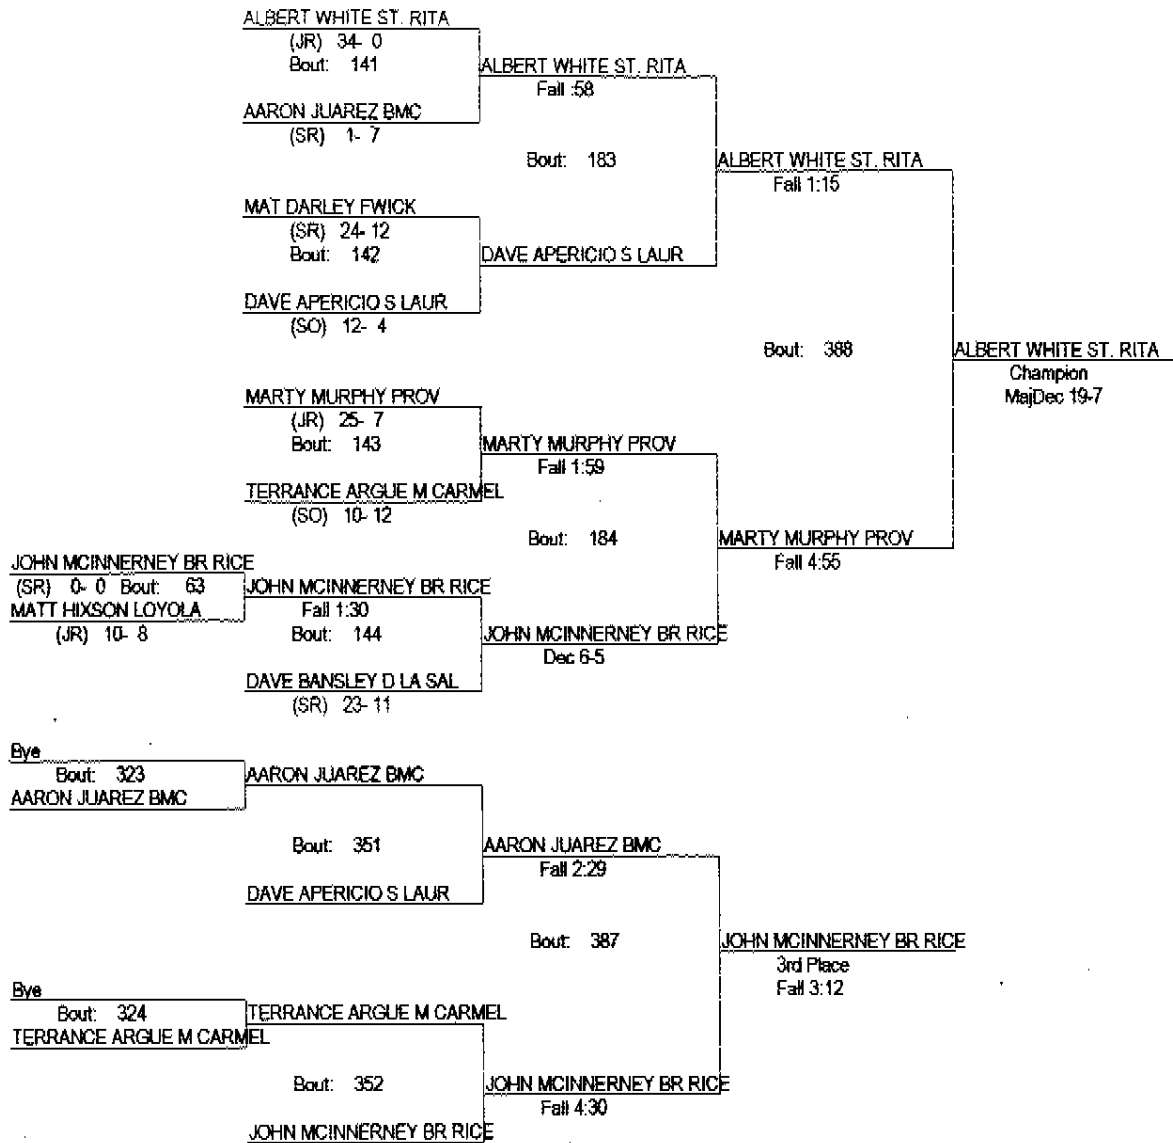 ALBERT WHITE ST. RITA
(JR) 34- 0
Bout: 141
ALBERT WHITE ST. RITA
Fall :58
AARON JUAREZ BMC
(SR) 1- 7
Bout: 183
ALBERT WHITE ST. RITA
Fall 1:15
MAT DARLEY FWICK
(SR) 24- 12
Bout: 142
DAVE APERICIO S LAUR
DAVE APERICIO S LAUR
(SO) 12- 4
Bout: 388
ALBERT WHITE ST. RITA
Champion
MajDec 19-7
MARTY MURPHY PROV
(JR) 25- 7
Bout: 143
MARTY MURPHY PROV
Fall 1:59
TERRANCE ARGUE M CARMEL
(SO) 10- 12
Bout: 184
MARTY MURPHY PROV
Fall 4:55
JOHN MCINNERNEY BR RICE
(SR) 0- 0 Bout: 63
MATT HIXSON LOYOLA
(JR) 10- 8
JOHN MCINNERNEY BR RICE
Fall 1:30
Bout: 144
JOHN MCINNERNEY BR RICE
Dec 6-5
DAVE BANSLEY D LA SAL
(SR) 23- 11
Bye
Bout: 323
AARON JUAREZ BMC
AARON JUAREZ BMC
Bout: 351
AARON JUAREZ BMC
Fall 2:29
DAVE APERICIO S LAUR
Bout: 387
JOHN MCINNERNEY BR RICE
3rd Place
Fall 3:12
Bye
Bout: 324
TERRANCE ARGUE M CARMEL
TERRANCE ARGUE M CARMEL
Bout: 352
JOHN MCINNERNEY BR RICE
Fall 4:30
JOHN MCINNERNEY BR RICE